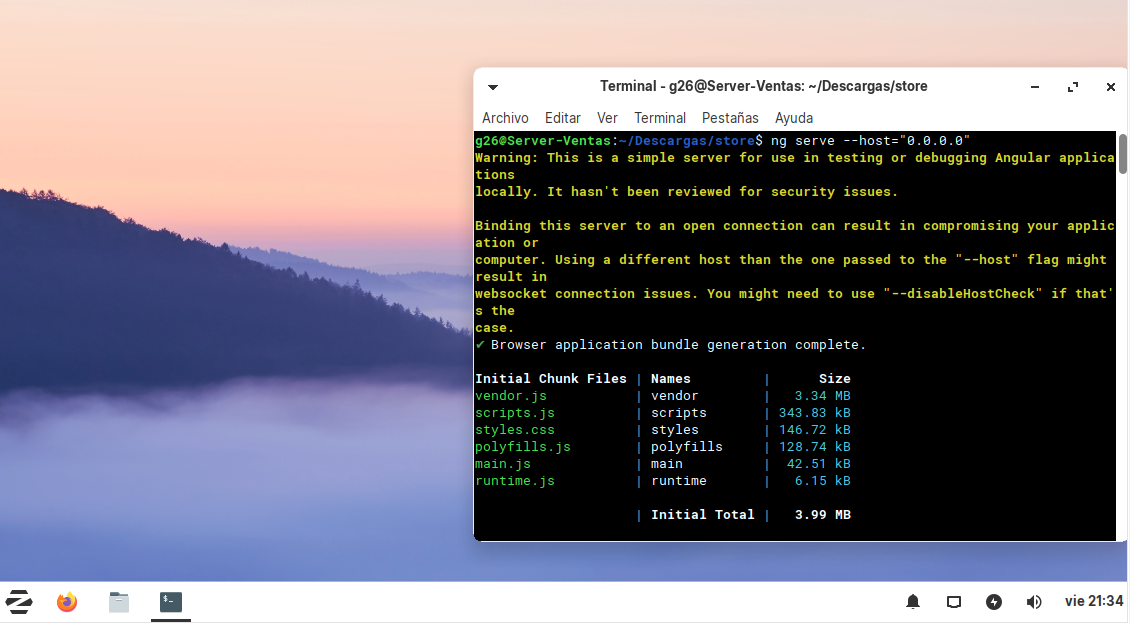 Terminal - g26@Server-Ventas: ~/Descargas/store
Archivo Editar Ver Terminal Pestañas Ayuda
g26@Server-Ventas:~/Descargas/store$ ng serve --host="0.0.0.0"
Warning: This is a simple server for use in testing or debugging Angular applica
tions
locally. It hasn't been reviewed for security issues.
Binding this server to an open connection can result in compromising your applic
ation or
computer. Using a different host than the one passed to the "--host" flag might
result in
websocket connection issues. You might need to use "--disableHostCheck" if that'
s the
case.
✔ Browser application bundle generation complete.
Initial Chunk Files | Names | Size
vendor.js | vendor | 3.34 MB
scripts.js | scripts | 343.83 kB
styles.css | styles | 146.72 kB
polyfills.js | polyfills | 128.74 kB
main.js | main | 42.51 kB
runtime.js | runtime | 6.15 kB
| Initial Total | 3.99 MB
vie 21:34